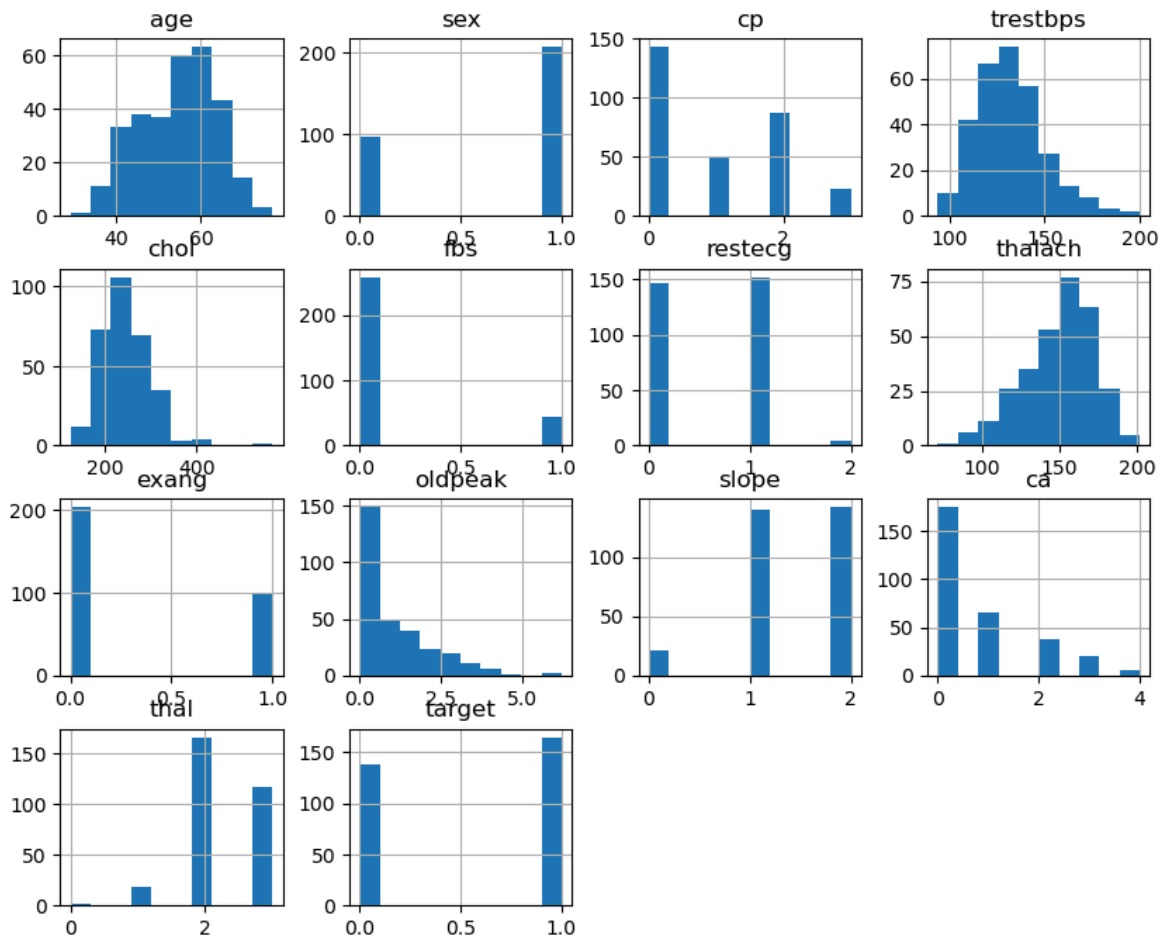 age sex cp trestbps
60 40 20 0
200 100 0
150 100 50 0
60 40 20 0
40 60
0.0 0.5 1.0
0 2
100 150 200
chol fbs restecg thalach
100 50 0
200 100 0
150 100 50 0
75 50 25 0
200 400
0.0 0.5 1.0
0 1 2
100 150 200
exang oldpeak slope ca
200 100 0
150 100 50 0
100 50 0
150 100 50 0
0.0 0.5 1.0
0.0 2.5 5.0
0 1 2
0 2 4
thal target
150 100 50 0
150 100 50 0
0 2
0.0 0.5 1.0